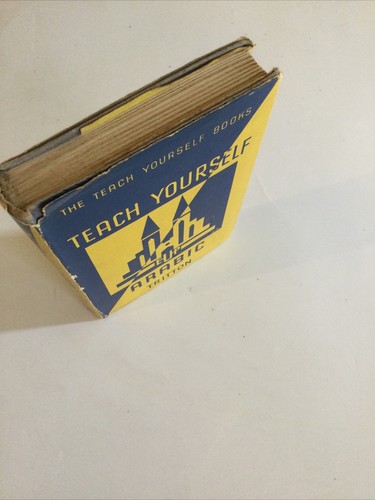 THE TEACH YOURSELF BOOKS
TEACH YOURSELF
ARABIC
TRITTON